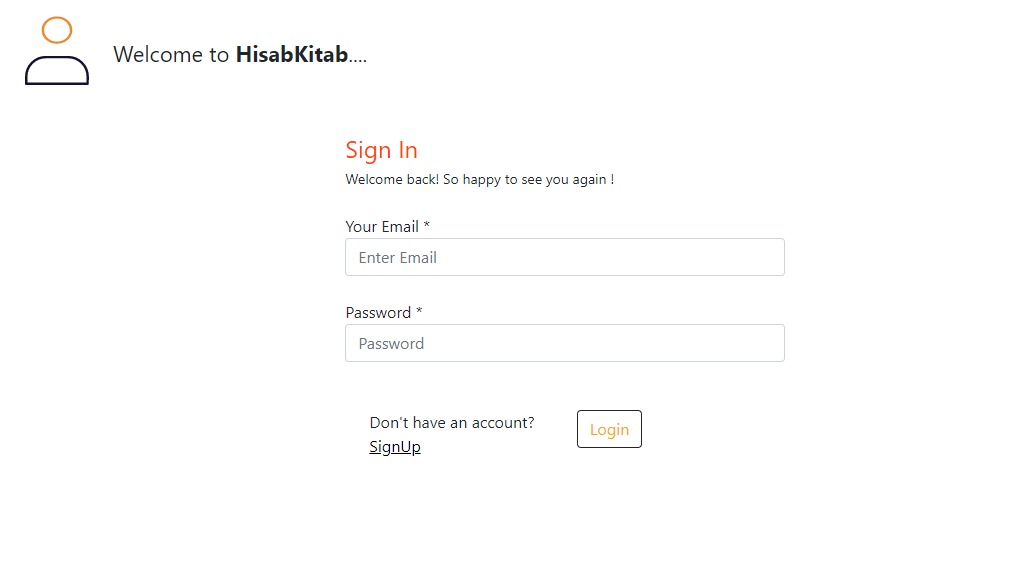 Welcome to HisabKitab....
Sign In
Welcome back! So happy to see you again !
Your Email *
Enter Email
Password *
Password
Don't have an account?
SignUp
Login